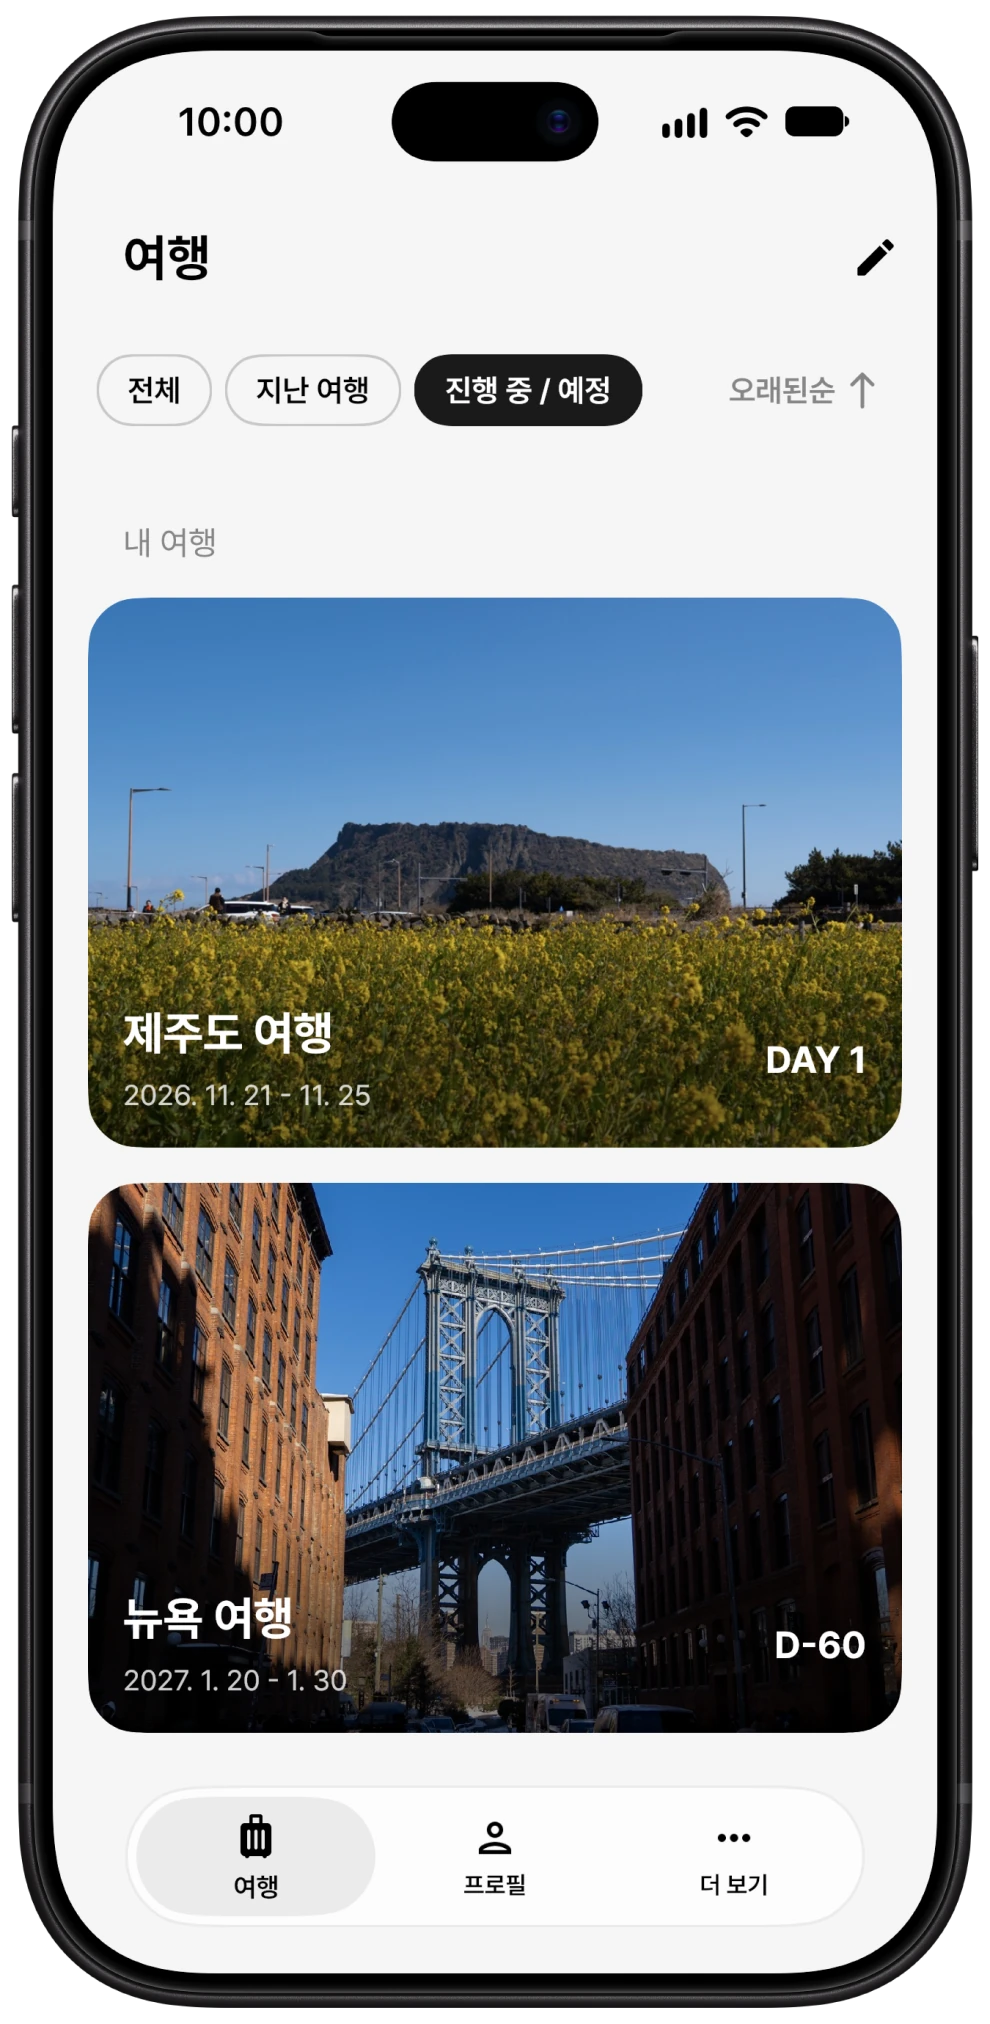 10:00
여행
전체 지난 여행 진행 중 / 예정 오래된순
내 여행
제주도 여행
DAY 1
2026. 11. 21 - 11. 25
뉴욕 여행
D-60
2027. 1. 20 - 1. 30
여행 프로필 더 보기